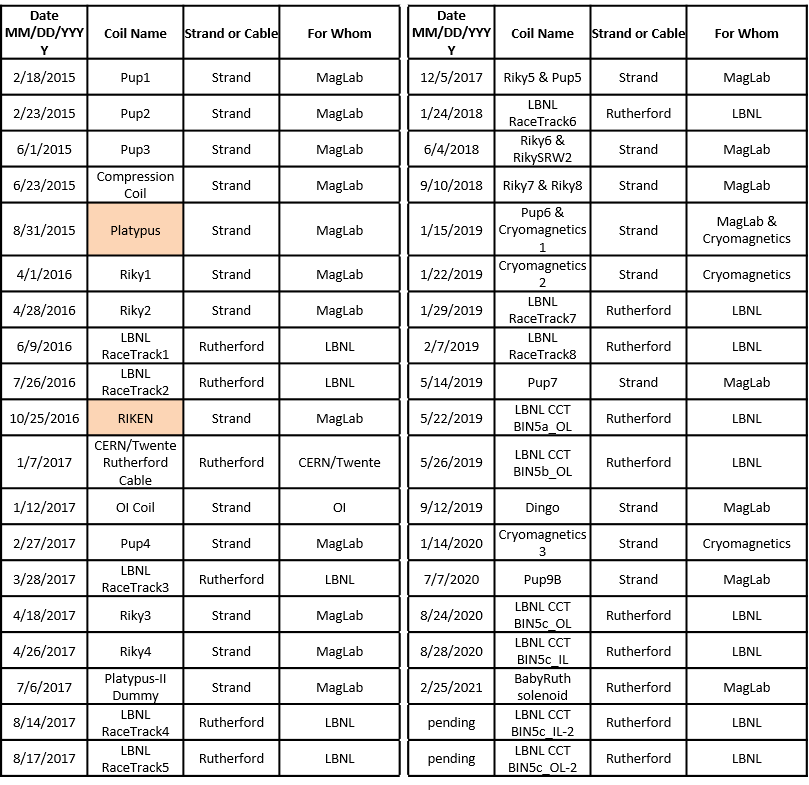 Date MM/DD/YYY Y Coil Name Strand or Cable For Whom
2/18/2015 Pup1 Strand MagLab
2/23/2015 Pup2 Strand MagLab
6/1/2015 Pup3 Strand MagLab
6/23/2015 Compression Coil Strand MagLab
8/31/2015 Platypus Strand MagLab
4/1/2016 Riky1 Strand MagLab
4/28/2016 Riky2 Strand MagLab
6/9/2016 LBNL RaceTrack1 Rutherford LBNL
7/26/2016 LBNL RaceTrack2 Rutherford LBNL
10/25/2016 RIKEN Strand MagLab
1/7/2017 CERN/Twente Rutherford Cable Rutherford CERN/Twente
1/12/2017 OI Coil Strand OI
2/27/2017 Pup4 Strand MagLab
3/28/2017 LBNL RaceTrack3 Rutherford LBNL
4/18/2017 Riky3 Strand MagLab
4/26/2017 Riky4 Strand MagLab
7/6/2017 Platypus-II Dummy Strand MagLab
8/14/2017 LBNL RaceTrack4 Rutherford LBNL
8/17/2017 LBNL RaceTrack5 Rutherford LBNL
Date MM/DD/YYY Y Coil Name Strand or Cable For Whom
12/5/2017 Riky5 & Pup5 Strand MagLab
1/24/2018 LBNL RaceTrack6 Rutherford LBNL
6/4/2018 Riky6 & RikySRW2 Strand MagLab
9/10/2018 Riky7 & Riky8 Strand MagLab
1/15/2019 Pup6 & Cryomagnetics 1 Strand MagLab & Cryomagnetics
1/22/2019 Cryomagnetics 2 Strand Cryomagnetics
1/29/2019 LBNL RaceTrack7 Rutherford LBNL
2/7/2019 LBNL RaceTrack8 Rutherford LBNL
5/14/2019 Pup7 Strand MagLab
5/22/2019 LBNL CCT BIN5a_OL Rutherford LBNL
5/26/2019 LBNL CCT BIN5b_OL Rutherford LBNL
9/12/2019 Dingo Strand MagLab
1/14/2020 Cryomagnetics 3 Strand Cryomagnetics
7/7/2020 Pup9B Strand MagLab
8/24/2020 LBNL CCT BIN5c_OL Rutherford LBNL
8/28/2020 LBNL CCT BIN5c_IL Rutherford LBNL
2/25/2021 BabyRuth solenoid Rutherford MagLab
pending LBNL CCT BIN5c_IL-2 Rutherford LBNL
pending LBNL CCT BIN5c_OL-2 Rutherford LBNL